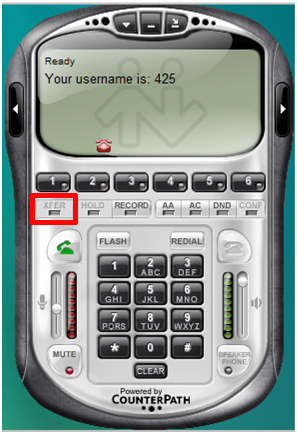 Ready
Your username is: 425
1 2 3 4 5 6
XFER HOLD RECORD AA AC DND CONF
FLASH REDIAL
1 2 ABC 3 DEF
4 GHI 5 JKL 6 MNO
7 PQRS 8 TUV 9 WXYZ
* 0 #
MUTE CLEAR SPEAKER PHONE
Powered by
COUNTERPATH